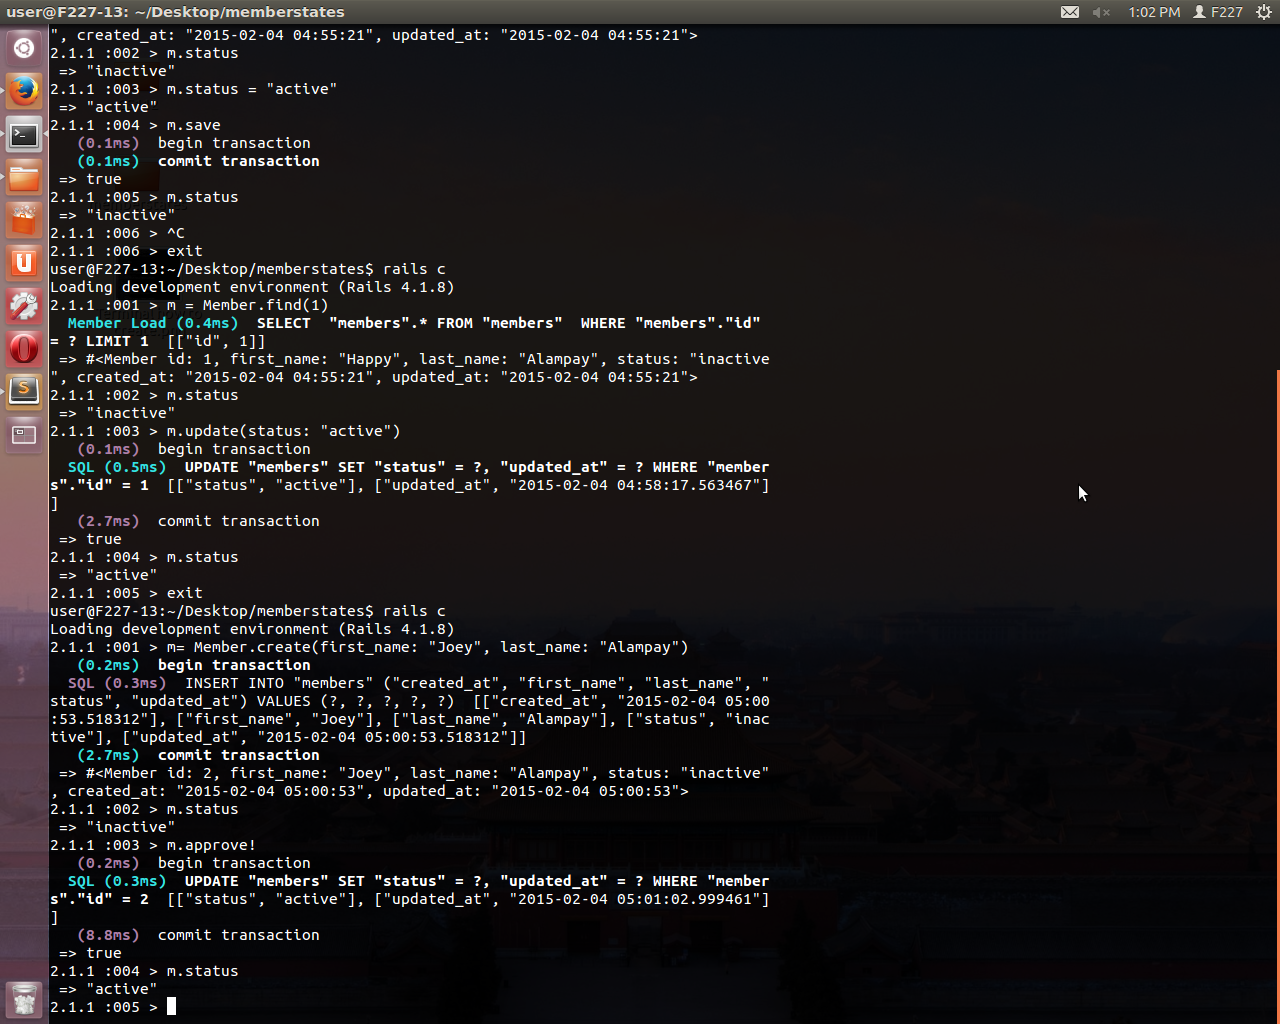 user@F227-13: ~/Desktop/memberstates
1:02 PM F227
", created_at: "2015-02-04 04:55:21", updated_at: "2015-02-04 04:55:21">
2.1.1 :002 > m.status
 => "inactive"
2.1.1 :003 > m.status = "active"
 => "active"
2.1.1 :004 > m.save
   (0.1ms)  begin transaction
   (0.1ms)  commit transaction
 => true
2.1.1 :005 > m.status
 => "inactive"
2.1.1 :006 > ^C
2.1.1 :006 > exit
user@F227-13:~/Desktop/memberstates$ rails c
Loading development environment (Rails 4.1.8)
2.1.1 :001 > m = Member.find(1)
  Member Load (0.4ms)  SELECT  "members".* FROM "members"  WHERE "members"."id"
= ? LIMIT 1  [["id", 1]]
 => #<Member id: 1, first_name: "Happy", last_name: "Alampay", status: "inactive
", created_at: "2015-02-04 04:55:21", updated_at: "2015-02-04 04:55:21">
2.1.1 :002 > m.status
 => "inactive"
2.1.1 :003 > m.update(status: "active")
   (0.1ms)  begin transaction
  SQL (0.5ms)  UPDATE "members" SET "status" = ?, "updated_at" = ? WHERE "member
s"."id" = 1  [["status", "active"], ["updated_at", "2015-02-04 04:58:17.563467"]
]
   (2.7ms)  commit transaction
 => true
2.1.1 :004 > m.status
 => "active"
2.1.1 :005 > exit
user@F227-13:~/Desktop/memberstates$ rails c
Loading development environment (Rails 4.1.8)
2.1.1 :001 > m= Member.create(first_name: "Joey", last_name: "Alampay")
   (0.2ms)  begin transaction
  SQL (0.3ms)  INSERT INTO "members" ("created_at", "first_name", "last_name", "
status", "updated_at") VALUES (?, ?, ?, ?, ?)  [["created_at", "2015-02-04 05:00
:53.518312"], ["first_name", "Joey"], ["last_name", "Alampay"], ["status", "inac
tive"], ["updated_at", "2015-02-04 05:00:53.518312"]]
   (2.7ms)  commit transaction
 => #<Member id: 2, first_name: "Joey", last_name: "Alampay", status: "inactive"
, created_at: "2015-02-04 05:00:53", updated_at: "2015-02-04 05:00:53">
2.1.1 :002 > m.status
 => "inactive"
2.1.1 :003 > m.approve!
   (0.2ms)  begin transaction
  SQL (0.3ms)  UPDATE "members" SET "status" = ?, "updated_at" = ? WHERE "member
s"."id" = 2  [["status", "active"], ["updated_at", "2015-02-04 05:01:02.999461"]
]
   (8.8ms)  commit transaction
 => true
2.1.1 :004 > m.status
 => "active"
2.1.1 :005 >